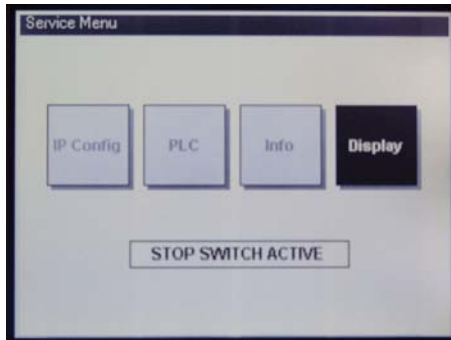 Service Menu
IP Config PLC Info Display
STOP SWITCH ACTIVE